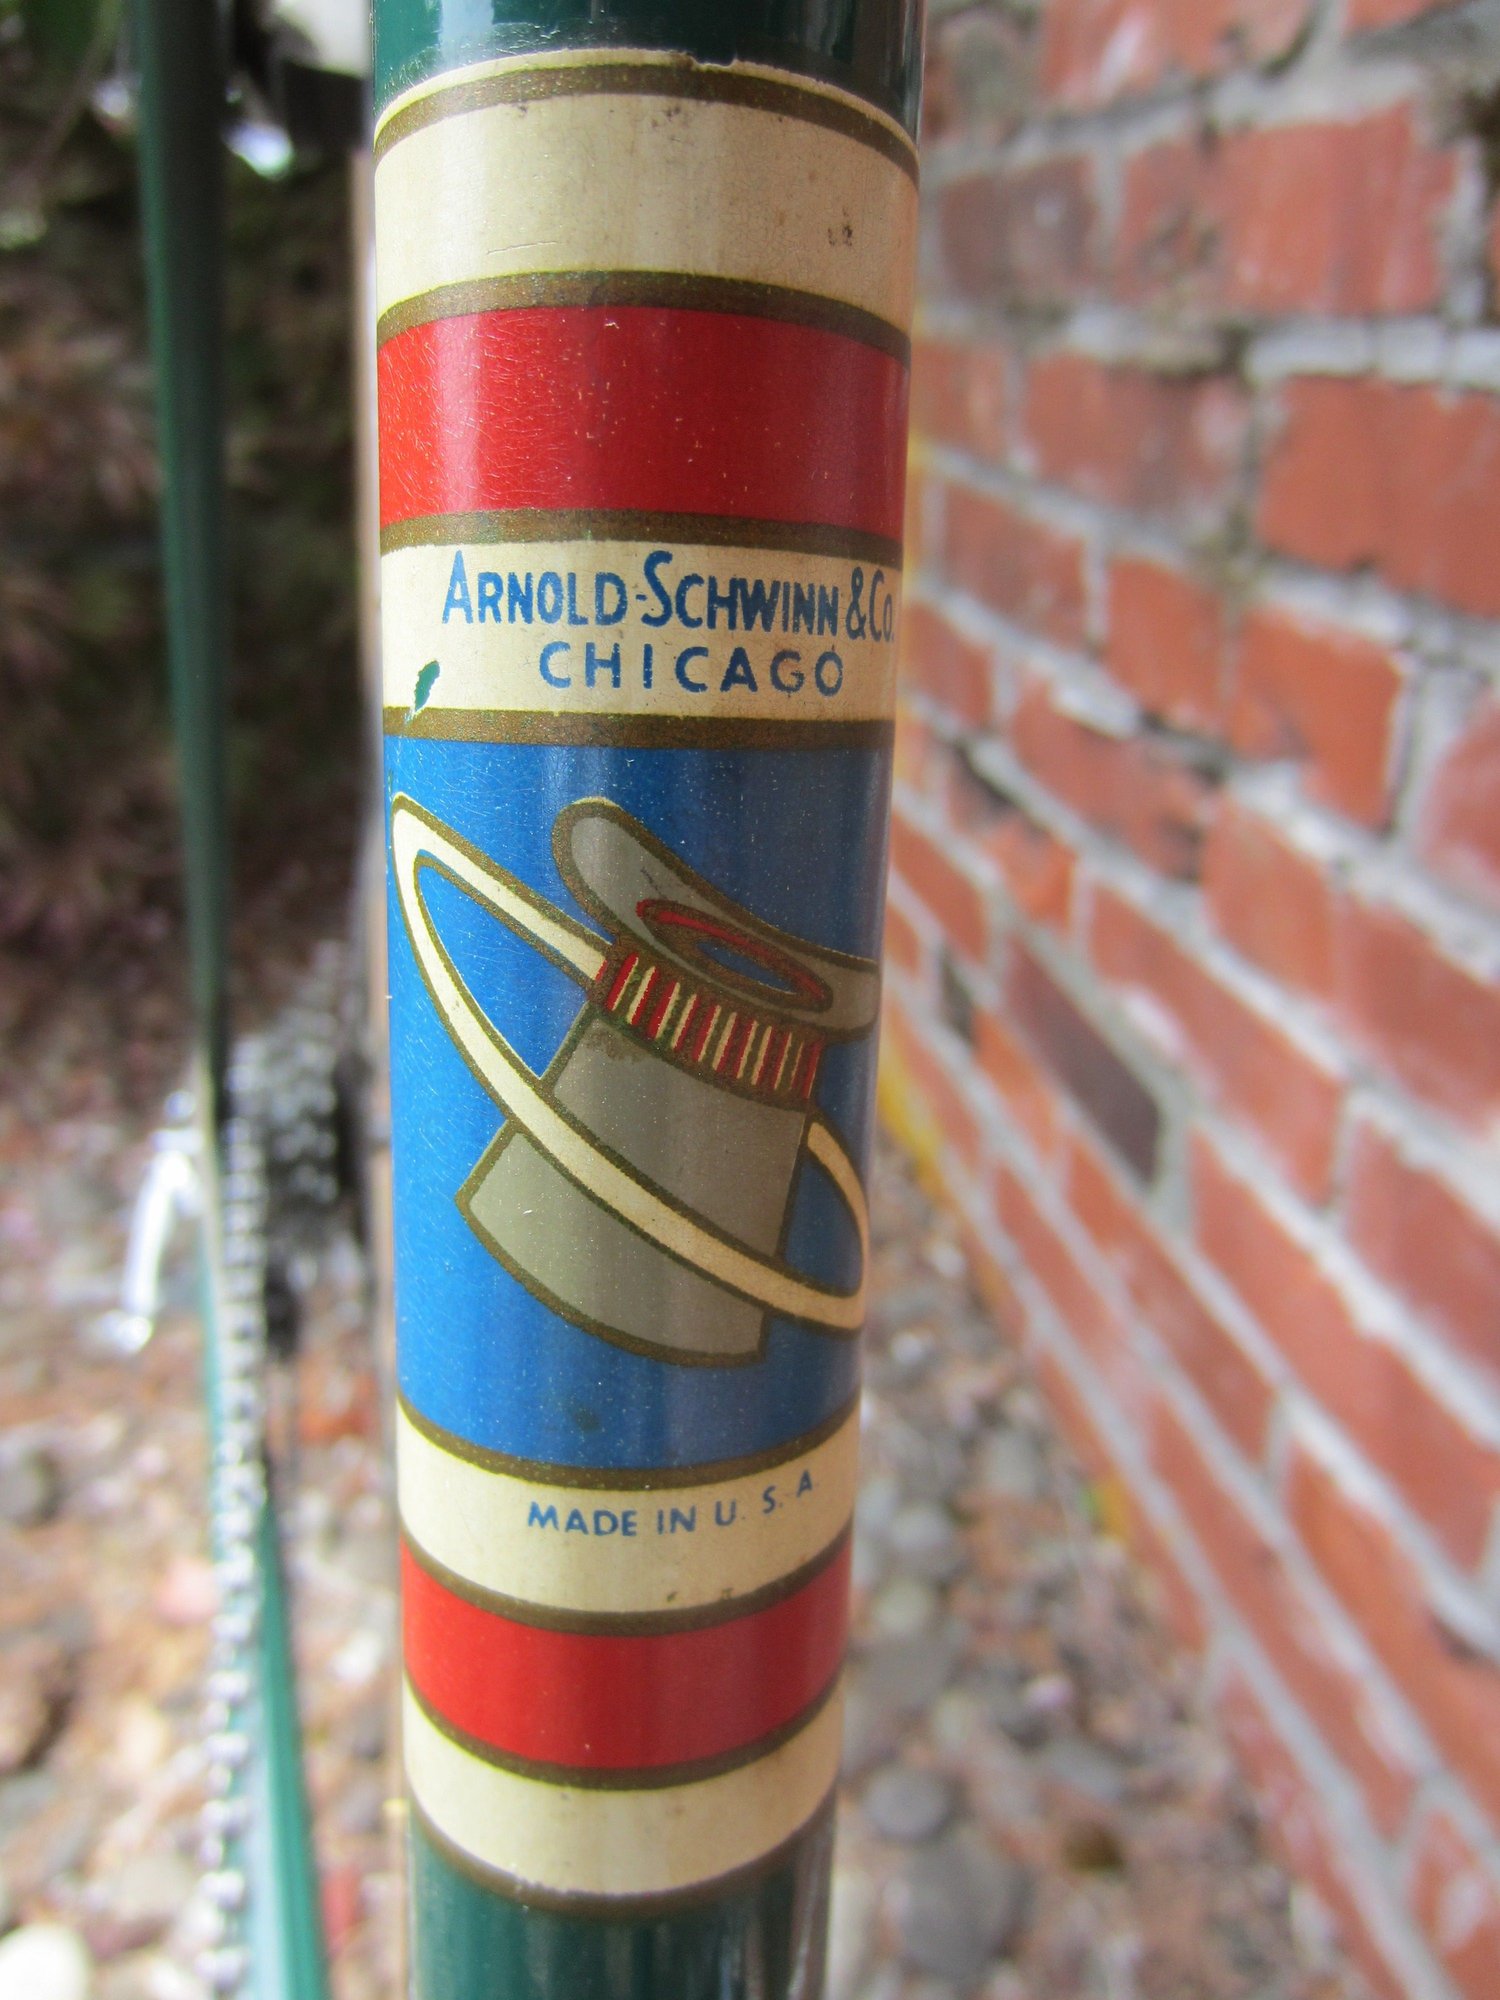 ARNOLD-SCHWINN & Co.
CHICAGO
MADE IN U. S. A.